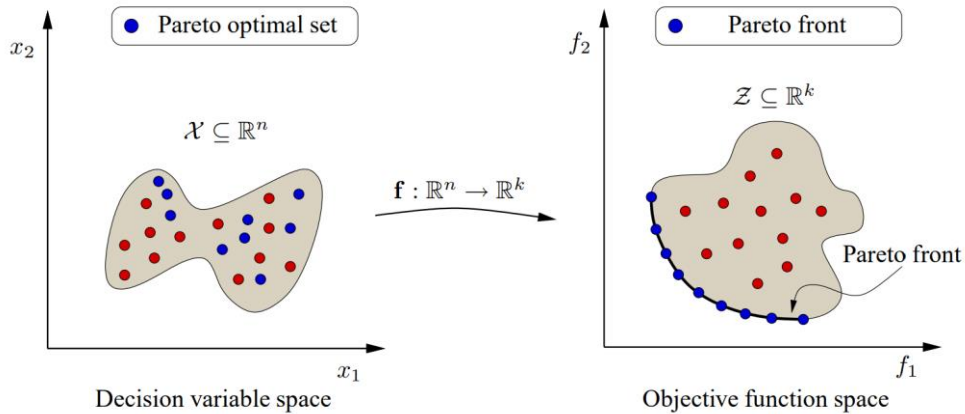 Pareto optimal set
x₂
𝒳 ⊆ ℝⁿ
x₁
Decision variable space
f : ℝⁿ → ℝᵏ
Pareto front
f₂
𝒵 ⊆ ℝᵏ
Pareto front
f₁
Objective function space